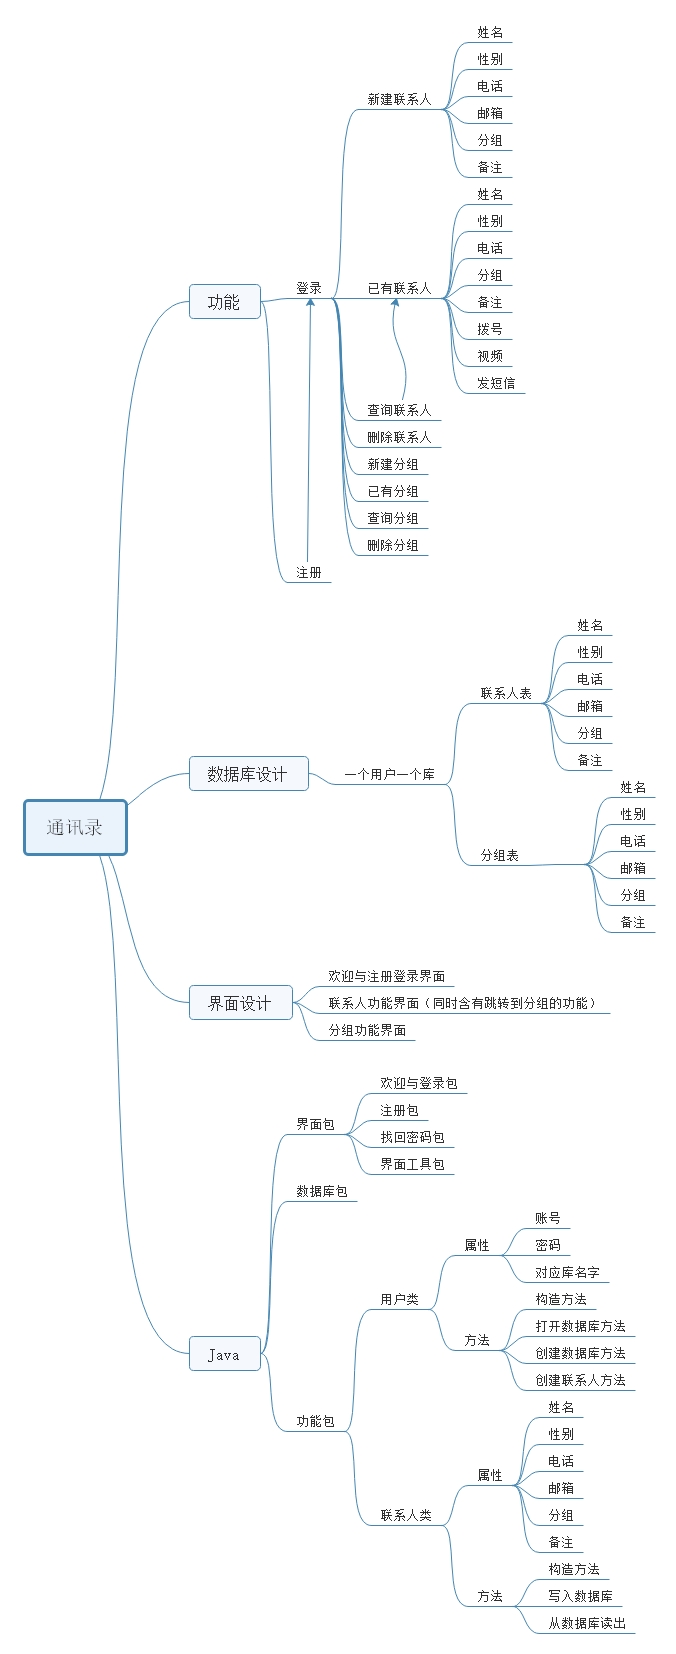 通讯录
功能
登录
新建联系人
姓名
性别
电话
邮箱
分组
备注
已有联系人
姓名
性别
电话
分组
备注
拨号
视频
发短信
查询联系人
删除联系人
新建分组
已有分组
查询分组
删除分组
注册
数据库设计
一个用户一个库
联系人表
姓名
性别
电话
邮箱
分组
备注
分组表
姓名
性别
电话
邮箱
分组
备注
界面设计
欢迎与注册登录界面
联系人功能界面（同时含有跳转到分组的功能）
分组功能界面
Java
界面包
欢迎与登录包
注册包
找回密码包
界面工具包
数据库包
功能包
用户类
属性
账号
密码
对应库名字
方法
构造方法
打开数据库方法
创建数据库方法
创建联系人方法
联系人类
属性
姓名
性别
电话
邮箱
分组
备注
方法
构造方法
写入数据库
从数据库读出